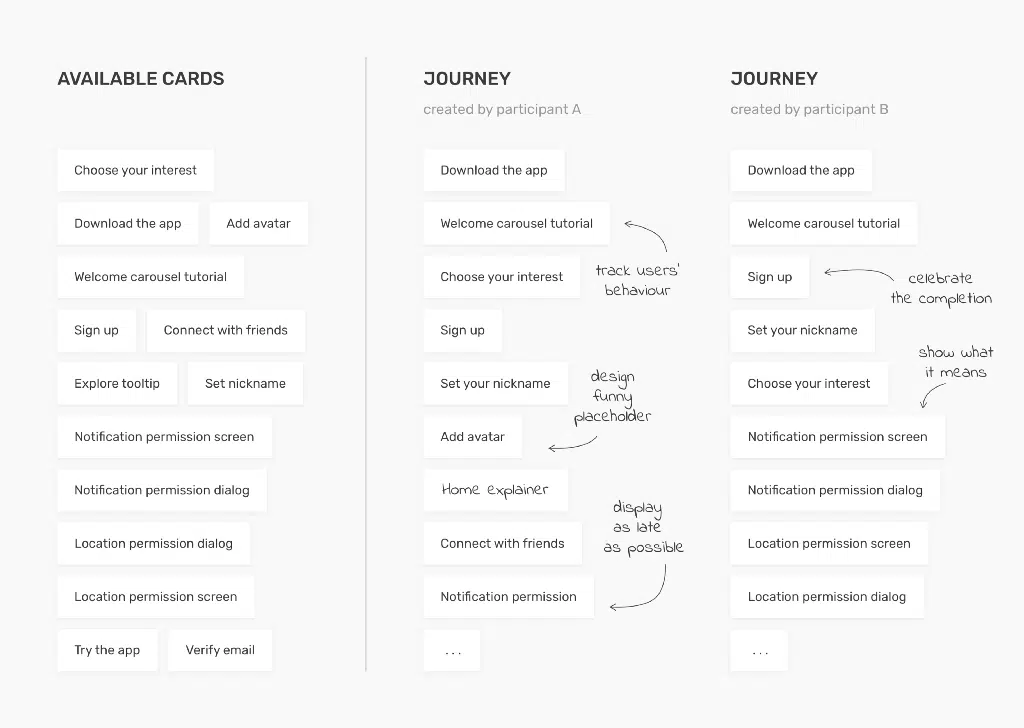 AVAILABLE CARDS
Choose your interest
Download the app
Add avatar
Welcome carousel tutorial
Sign up
Connect with friends
Explore tooltip
Set nickname
Notification permission screen
Notification permission dialog
Location permission dialog
Location permission screen
Try the app
Verify email
JOURNEY
created by participant A
Download the app
Welcome carousel tutorial
track users'
behaviour
Choose your interest
Sign up
Set your nickname
design
funny
placeholder
Add avatar
Home explainer
display
as late
as possible
Connect with friends
Notification permission
...
JOURNEY
created by participant B
Download the app
Welcome carousel tutorial
Sign up
celebrate
the completion
Set your nickname
show what
it means
Choose your interest
Notification permission screen
Notification permission dialog
Location permission screen
Location permission dialog
...